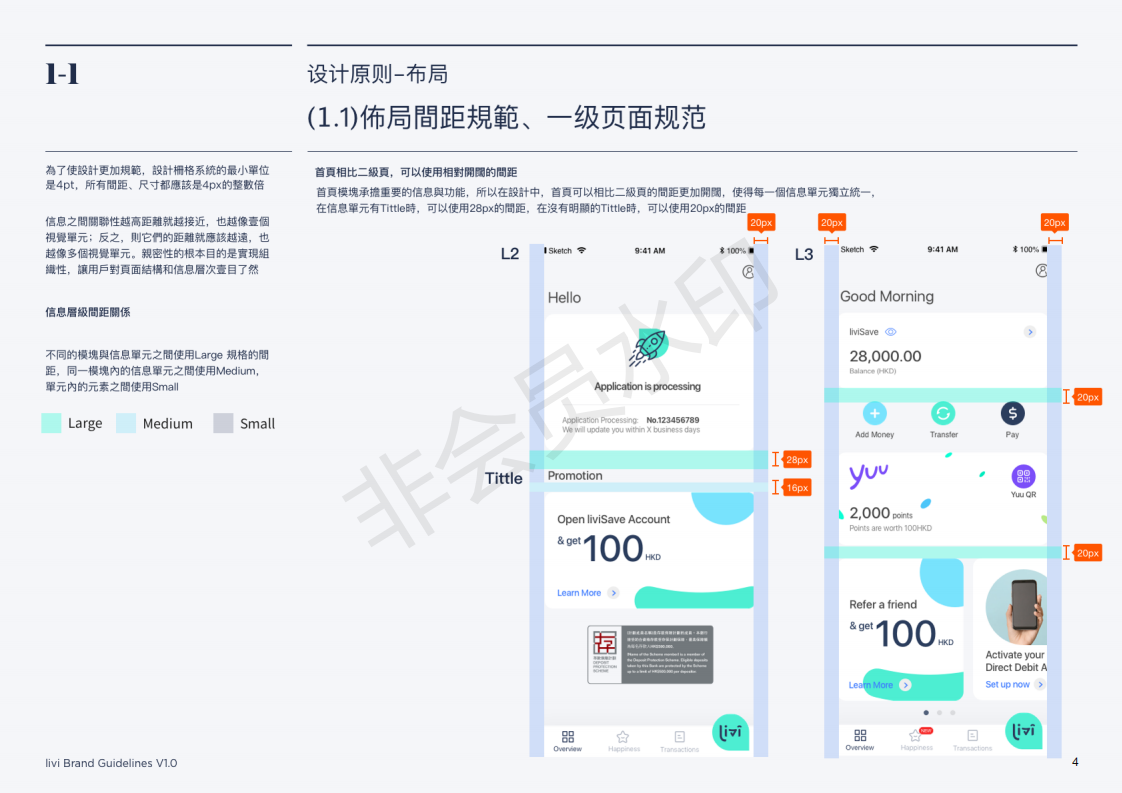 1-1
设计原则-布局
(1.1)佈局間距規範、一级页面规范
為了使設計更加規範，設計柵格系統的最小單位
是4pt，所有間距、尺寸都應該是4px的整數倍
信息之間關聯性越高距離就越接近，也越像壹個
視覺單元；反之，則它們的距離就應該越遠，也
越像多個視覺單元。親密性的根本目的是實現組
織性，讓用戶對頁面結構和信息層次壹目了然
信息層級間距關係
不同的模塊與信息單元之間使用Large 規格的間
距，同一模塊內的信息單元之間使用Medium，
單元內的元素之間使用Small
Large
Medium
Small
首頁相比二級頁，可以使用相對開闊的間距
首頁模塊承擔重要的信息與功能，所以在設計中，首頁可以相比二級頁的間距更加開闊，使得每一個信息單元獨立統一，
在信息單元有Tittle時，可以使用28px的間距，在沒有明顯的Tittle時，可以使用20px的間距
20px
L2
Sketch
9:41 AM
100%
Hello
Application is processing
Application Processing: No.123456789
We will update you within X business days
28px
Tittle
Promotion
16px
Open liviSave Account
& get 100 HKD
Learn More
存
DEPOSIT
PROTECTION
SCHEME
Overview
Happiness
Transactions
livi
20px
20px
L3
Sketch
9:41 AM
100%
Good Morning
liviSave
28,000.00
Balance (HKD)
20px
Add Money
Transfer
Pay
yuu
Yuu QR
2,000 points
Points are worth 100HKD
20px
Refer a friend
& get 100 HKD
Learn More
Activate your
Direct Debit A
Set up now
Overview
NEW
Happiness
Transactions
livi
非会员水印
livi Brand Guidelines V1.0
4